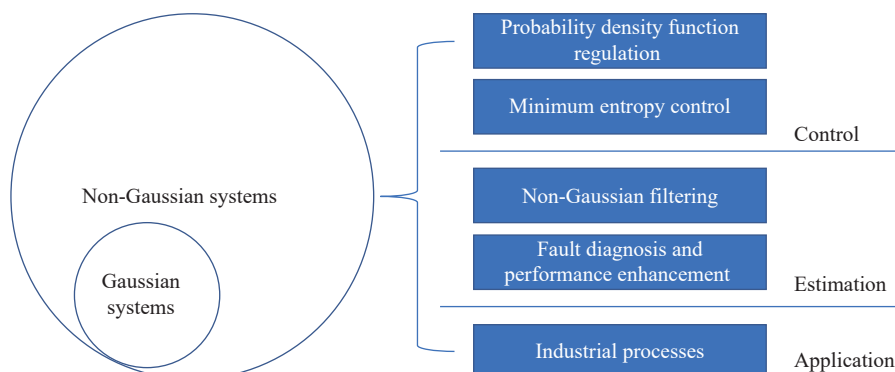 Non-Gaussian systems
Gaussian
systems
Probability density function
regulation
Minimum entropy control
Control
Non-Gaussian filtering
Fault diagnosis and
performance enhancement
Estimation
Industrial processes
Application